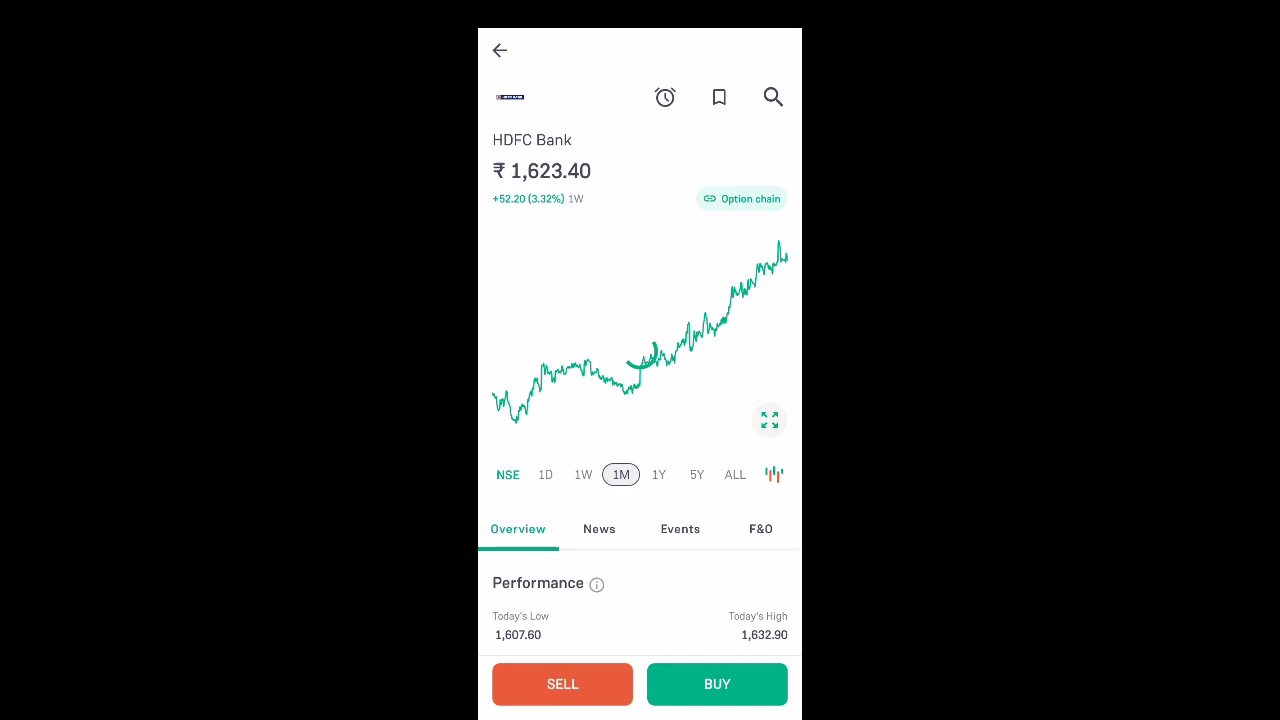 HDFC Bank
₹ 1,623.40
+52.20 (3.32%) 1W
Option chain
NSE 1D 1W 1M 1Y 5Y ALL
Overview News Events F&O
Performance
Today's Low Today's High
1,607.60 1,632.90
SELL BUY